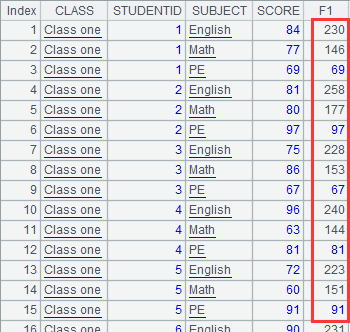 Index CLASS STUDENTID SUBJECT SCORE F1
1 Class one 1 English 84 230
2 Class one 1 Math 77 146
3 Class one 1 PE 69 69
4 Class one 2 English 81 258
5 Class one 2 Math 80 177
6 Class one 2 PE 97 97
7 Class one 3 English 75 228
8 Class one 3 Math 86 153
9 Class one 3 PE 67 67
10 Class one 4 English 96 240
11 Class one 4 Math 63 144
12 Class one 4 PE 81 81
13 Class one 5 English 72 223
14 Class one 5 Math 60 151
15 Class one 5 PE 91 91
16 Class one 6 English 90 231